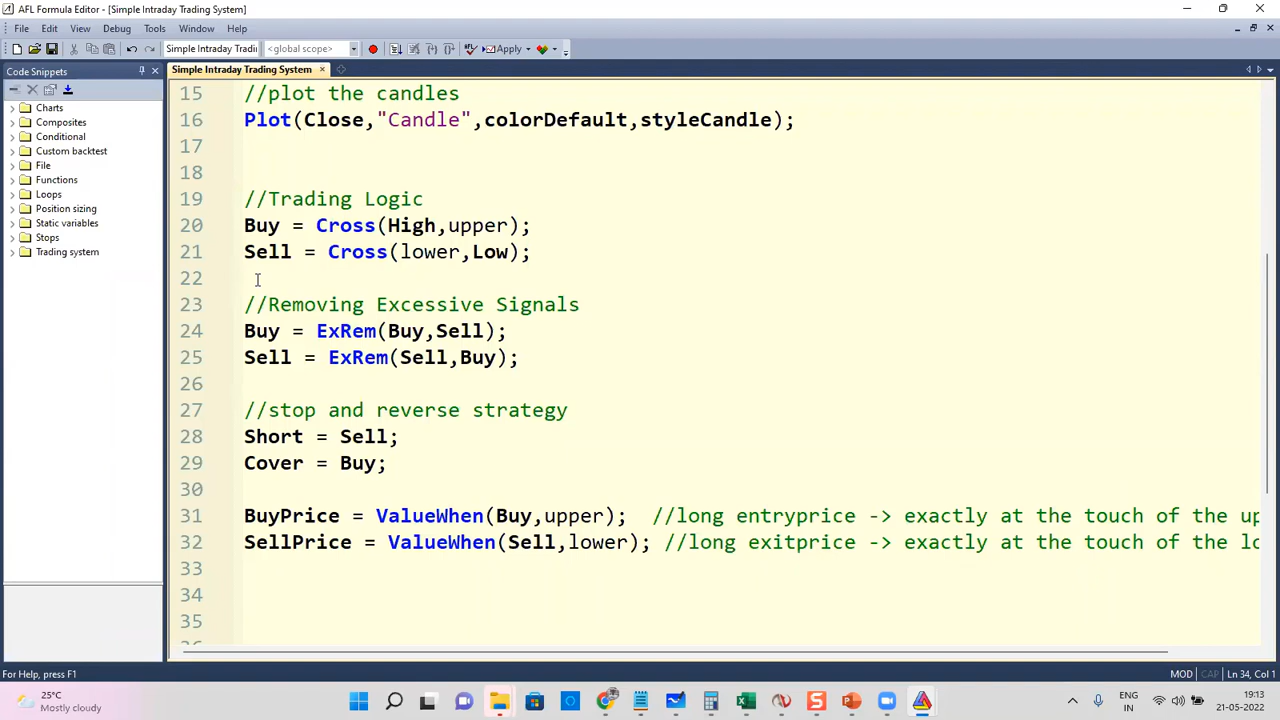 AFL Formula Editor - [Simple Intraday Trading System]
File Edit View Debug Tools Window Help
Simple Intraday Tradi <global scope> Apply
Code Snippets
Simple Intraday Trading System
Charts
Composites
Conditional
Custom backtest
File
Functions
Loops
Position sizing
Static variables
Stops
Trading system
15 //plot the candles
16 Plot(Close,"Candle",colorDefault,styleCandle);
17
18
19 //Trading Logic
20 Buy = Cross(High,upper);
21 Sell = Cross(lower,Low);
22
23 //Removing Excessive Signals
24 Buy = ExRem(Buy,Sell);
25 Sell = ExRem(Sell,Buy);
26
27 //stop and reverse strategy
28 Short = Sell;
29 Cover = Buy;
30
31 BuyPrice = ValueWhen(Buy,upper); //long entryprice -> exactly at the touch of the up
32 SellPrice = ValueWhen(Sell,lower); //long exitprice -> exactly at the touch of the lo
33
34
35
For Help, press F1
MOD CAP Ln 34, Col 1
25°C
Mostly cloudy
ENG
IN
19:13
21-05-2022